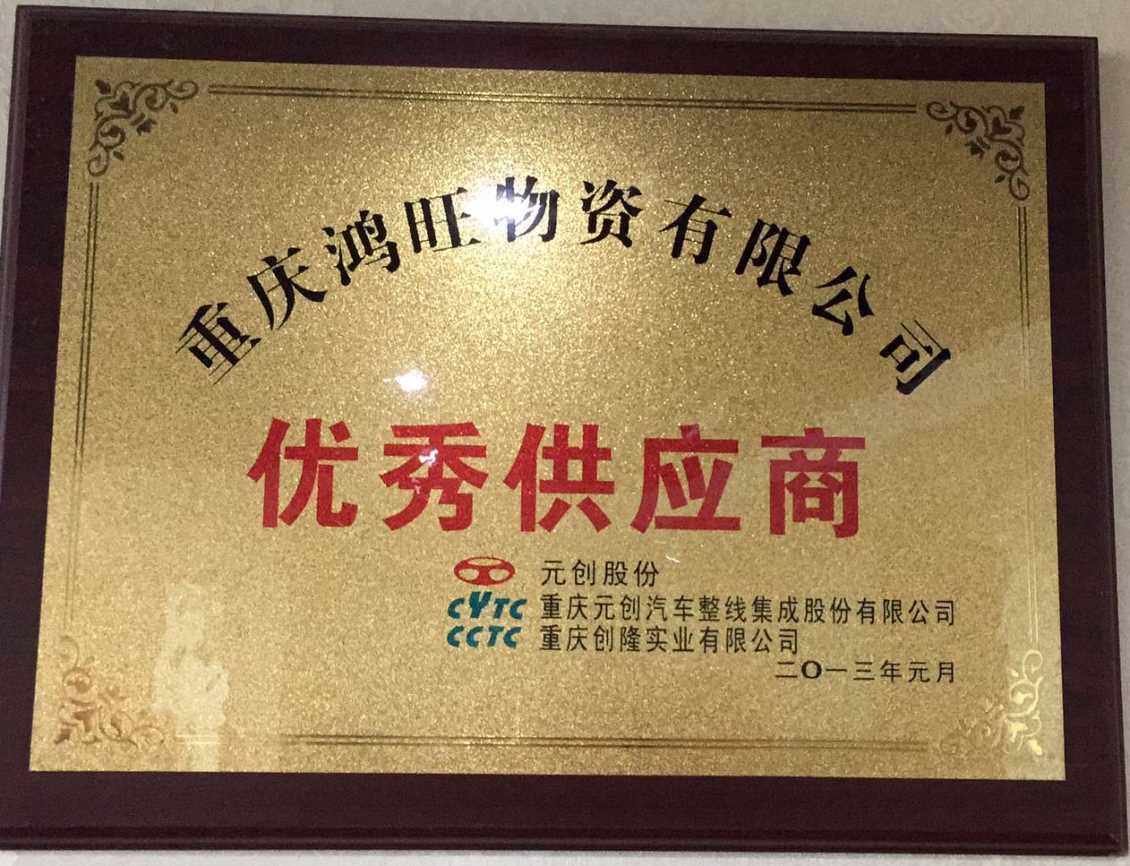 重庆鸿旺物资有限公司
优秀供应商
元创股份
CYTC 重庆元创汽车整线集成股份有限公司
CCTC 重庆创隆实业有限公司
二〇一三年元月